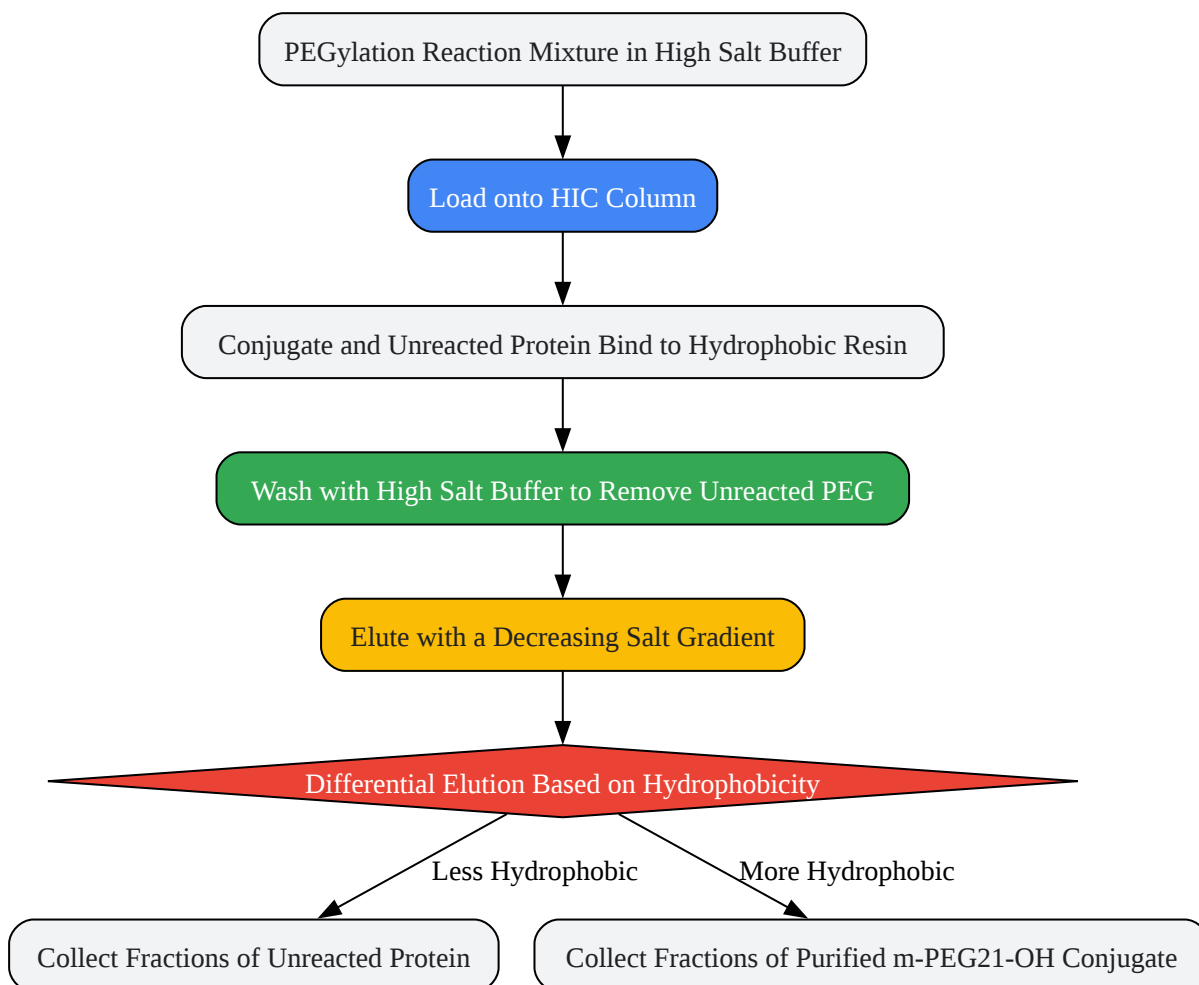 PEGylation Reaction Mixture in High Salt Buffer
Load onto HIC Column
Conjugate and Unreacted Protein Bind to Hydrophobic Resin
Wash with High Salt Buffer to Remove Unreacted PEG
Elute with a Decreasing Salt Gradient
Differential Elution Based on Hydrophobicity
Less Hydrophobic
More Hydrophobic
Collect Fractions of Unreacted Protein
Collect Fractions of Purified m-PEG21-OH Conjugate